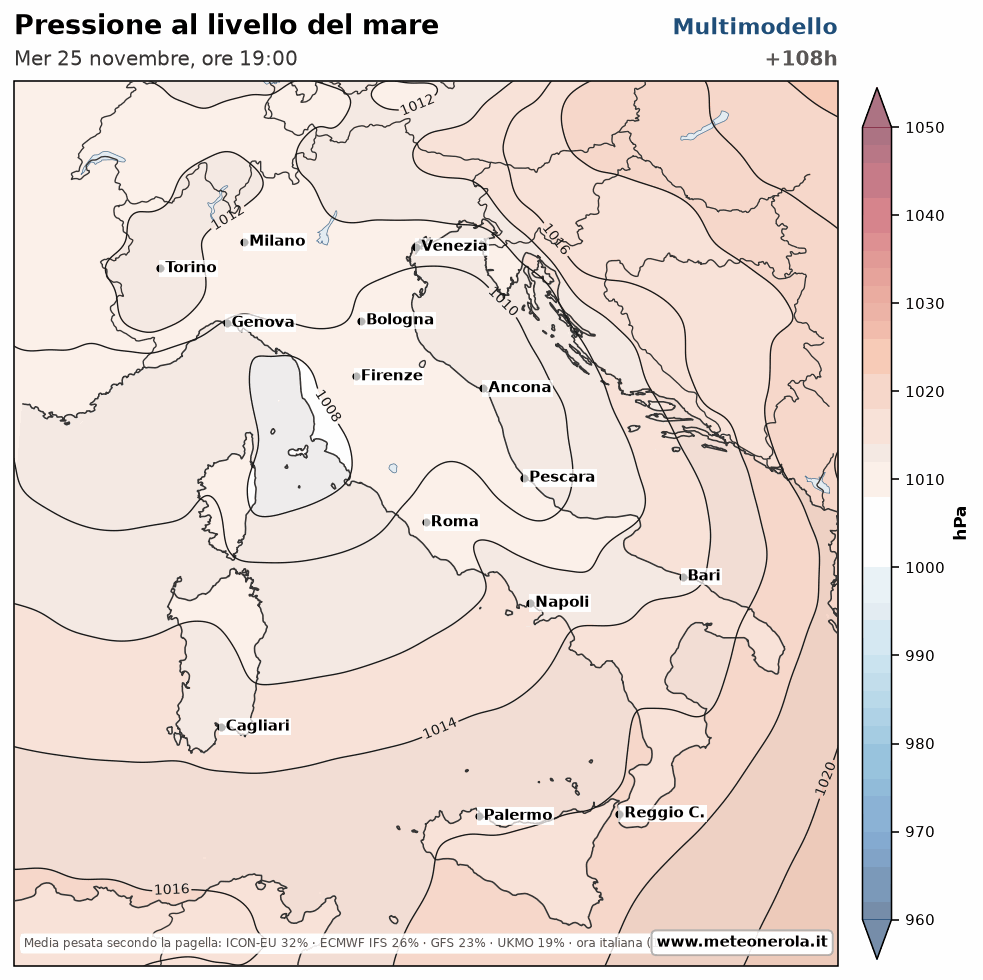 Pressione al livello del mare
Multimodello
Mer 25 novembre, ore 19:00
+108h
1012
1012
Milano
Venezia
1016
Torino
1010
Genova
Bologna
Firenze
Ancona
1008
Pescara
Roma
Bari
Napoli
Cagliari
1014
1020
Palermo
Reggio C.
1016
Media pesata secondo la pagella: ICON-EU 32% · ECMWF IFS 26% · GFS 23% · UKMO 19% · ora italiana (
www.meteonerola.it
1050
1040
1030
1020
1010
1000
990
980
970
960
hPa